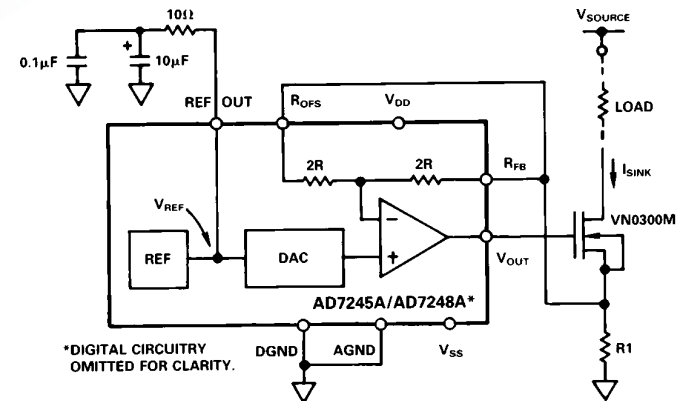 10Ω
V_SOURCE
+
0.1µF
10µF
REF OUT
R_OFS
V_DD
LOAD
2R
2R
R_FB
I_SINK
V_REF
VN0300M
REF
DAC
−
+
V_OUT
AD7245A/AD7248A*
*DIGITAL CIRCUITRY
OMITTED FOR CLARITY.
DGND
AGND
V_SS
R1